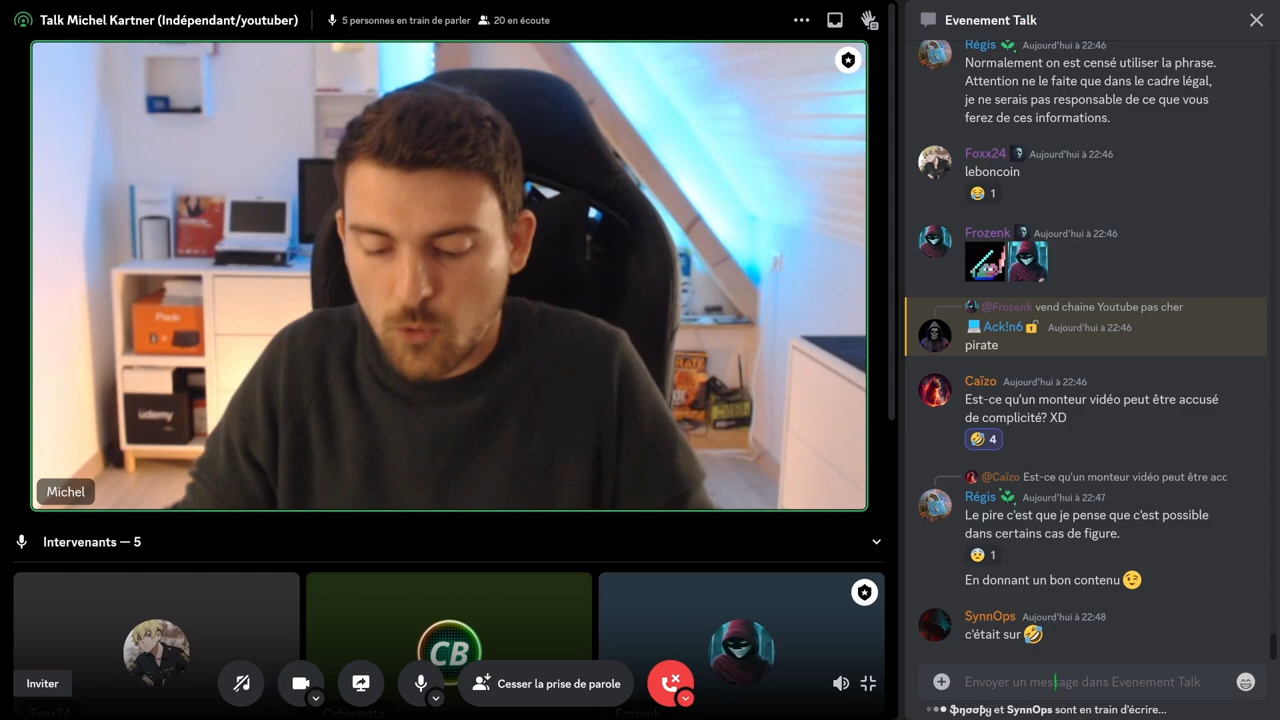 Talk Michel Kartner (Indépendant/youtuber)
5 personnes en train de parler
20 en écoute
Evenement Talk
Régis Aujourd'hui à 22:46
Normalement on est censé utiliser la phrase.
Attention ne le faite que dans le cadre légal,
je ne serais pas responsable de ce que vous
ferez de ces informations.
Foxx24 Aujourd'hui à 22:46
leboncoin
1
Frozenk Aujourd'hui à 22:46
@Frozenk vend chaine Youtube pas cher
Ack!n6 Aujourd'hui à 22:46
pirate
Caïzo Aujourd'hui à 22:46
Est-ce qu'un monteur vidéo peut être accusé
de complicité? XD
4
@Caïzo Est-ce qu'un monteur vidéo peut être acc
Régis Aujourd'hui à 22:47
Le pire c'est que je pense que c'est possible
dans certains cas de figure.
1
En donnant un bon contenu
SynnOps Aujourd'hui à 22:48
c'était sur
Envoyer un message dans Evenement Talk
et SynnOps sont en train d'écrire...
udemy
Michel
Intervenants — 5
CB
Inviter
Cesser la prise de parole
Foxx24
Frozenk